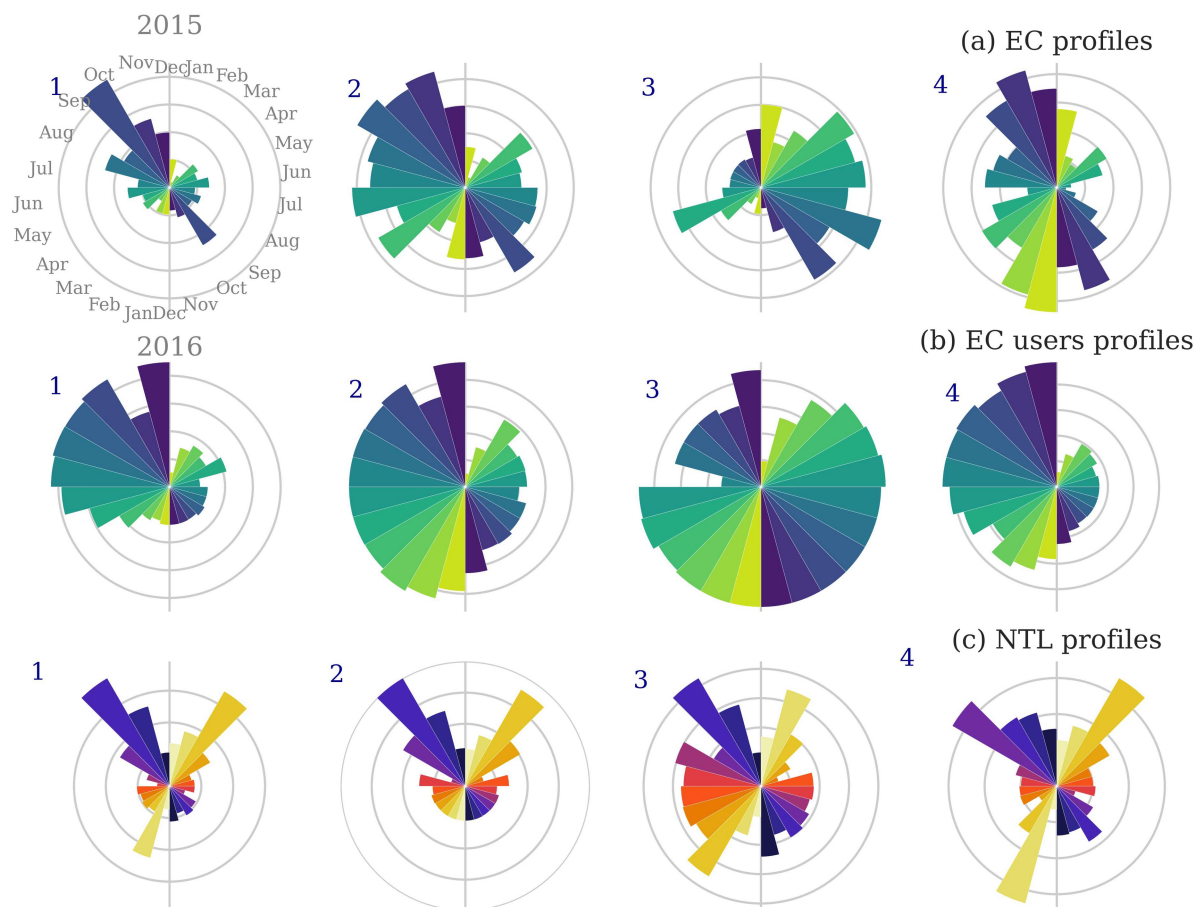 2015
(a) EC profiles
1
2
3
4
Nov
Dec
Jan
Oct
Feb
Sep
Mar
Aug
Apr
Jul
May
Jun
Jun
May
Jul
Apr
Aug
Mar
Sep
Feb
Oct
Jan
Dec
Nov
2016
(b) EC users profiles
1
2
3
4
(c) NTL profiles
1
2
3
4